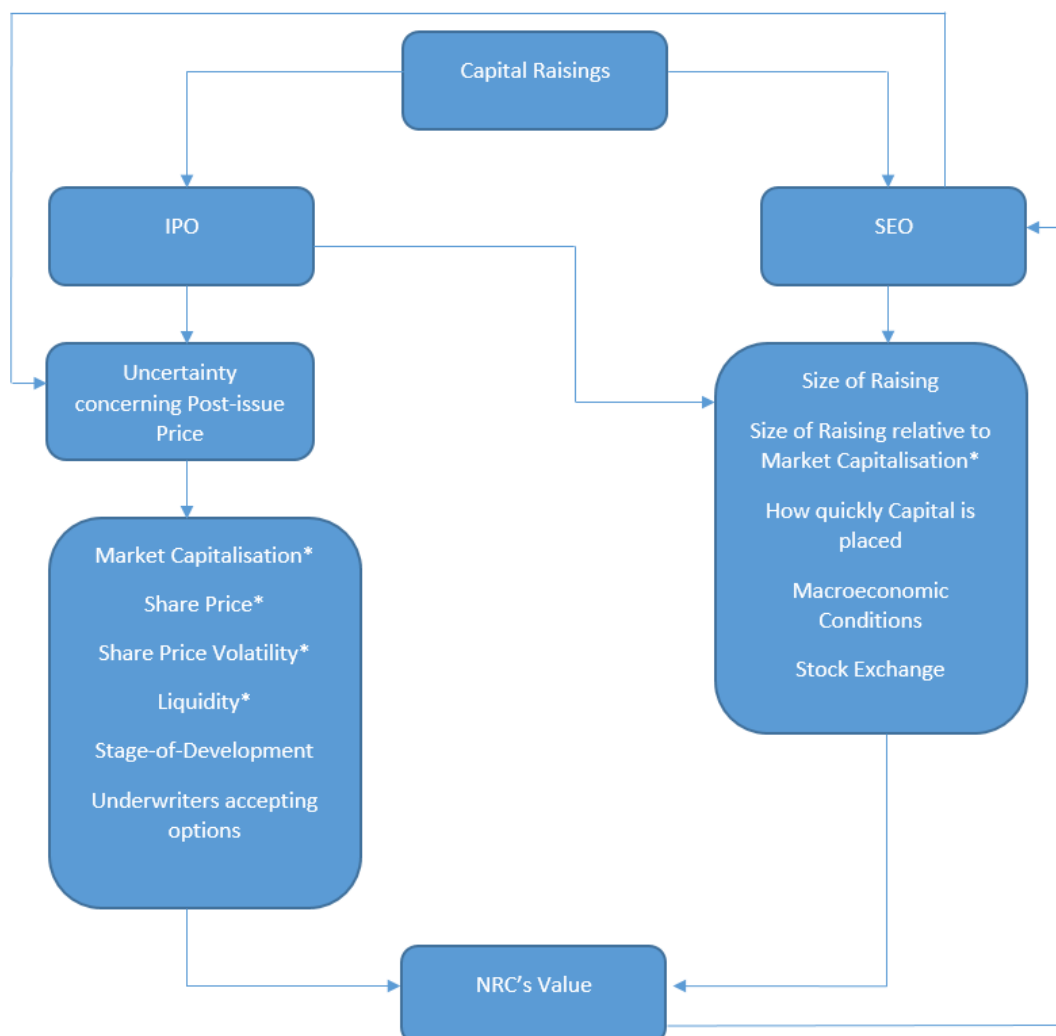 Capital Raisings
IPO
SEO
Uncertainty
concerning Post-issue
Price
Size of Raising
Size of Raising relative to
Market Capitalisation*
How quickly Capital is
placed
Macroeconomic
Conditions
Stock Exchange
Market Capitalisation*
Share Price*
Share Price Volatility*
Liquidity*
Stage-of-Development
Underwriters accepting
options
NRC's Value